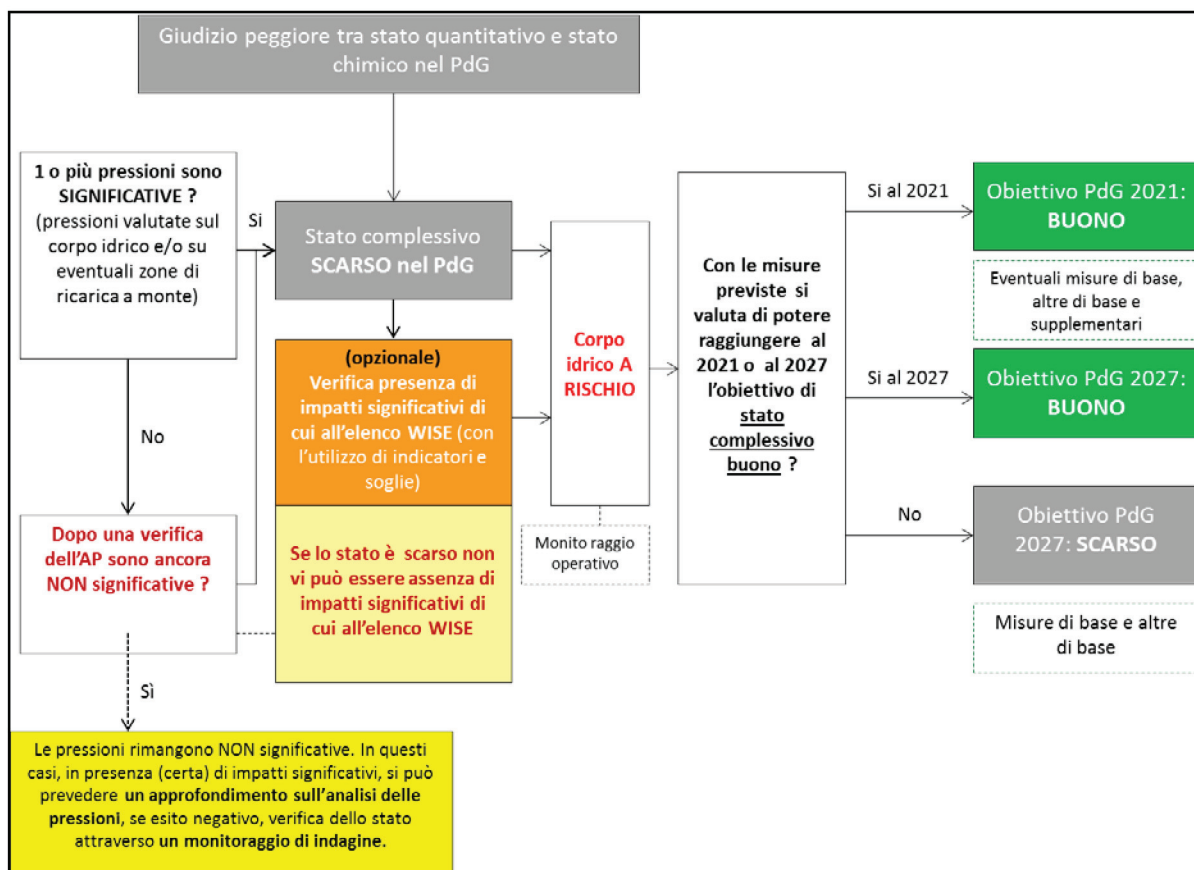 Giudizio peggiore tra stato quantitativo e stato
chimico nel PdG
1 o più pressioni sono
SIGNIFICATIVE ?
(pressioni valutate sul
corpo idrico e/o su
eventuali zone di
ricarica a monte)
Si
Stato complessivo
SCARSO nel PdG
No
(opzionale)
Verifica presenza di
impatti significativi di
cui all'elenco WISE (con
l'utilizzo di indicatori e
soglie)
Dopo una verifica
dell'AP sono ancora
NON significative ?
Se lo stato è scarso non
vi può essere assenza di
impatti significativi di
cui all'elenco WISE
Sì
Le pressioni rimangono NON significative. In questi
casi, in presenza (certa) di impatti significativi, si può
prevedere un approfondimento sull'analisi delle
pressioni, se esito negativo, verifica dello stato
attraverso un monitoraggio di indagine.
Corpo
idrico A
RISCHIO
Monito raggio
operativo
Con le misure
previste si
valuta di potere
raggiungere al
2021 o al 2027
l'obiettivo di
stato
complessivo
buono ?
Si al 2021
Obiettivo PdG 2021:
BUONO
Eventuali misure di base,
altre di base e
supplementari
Si al 2027
Obiettivo PdG 2027:
BUONO
No
Obiettivo PdG
2027: SCARSO
Misure di base e altre
di base